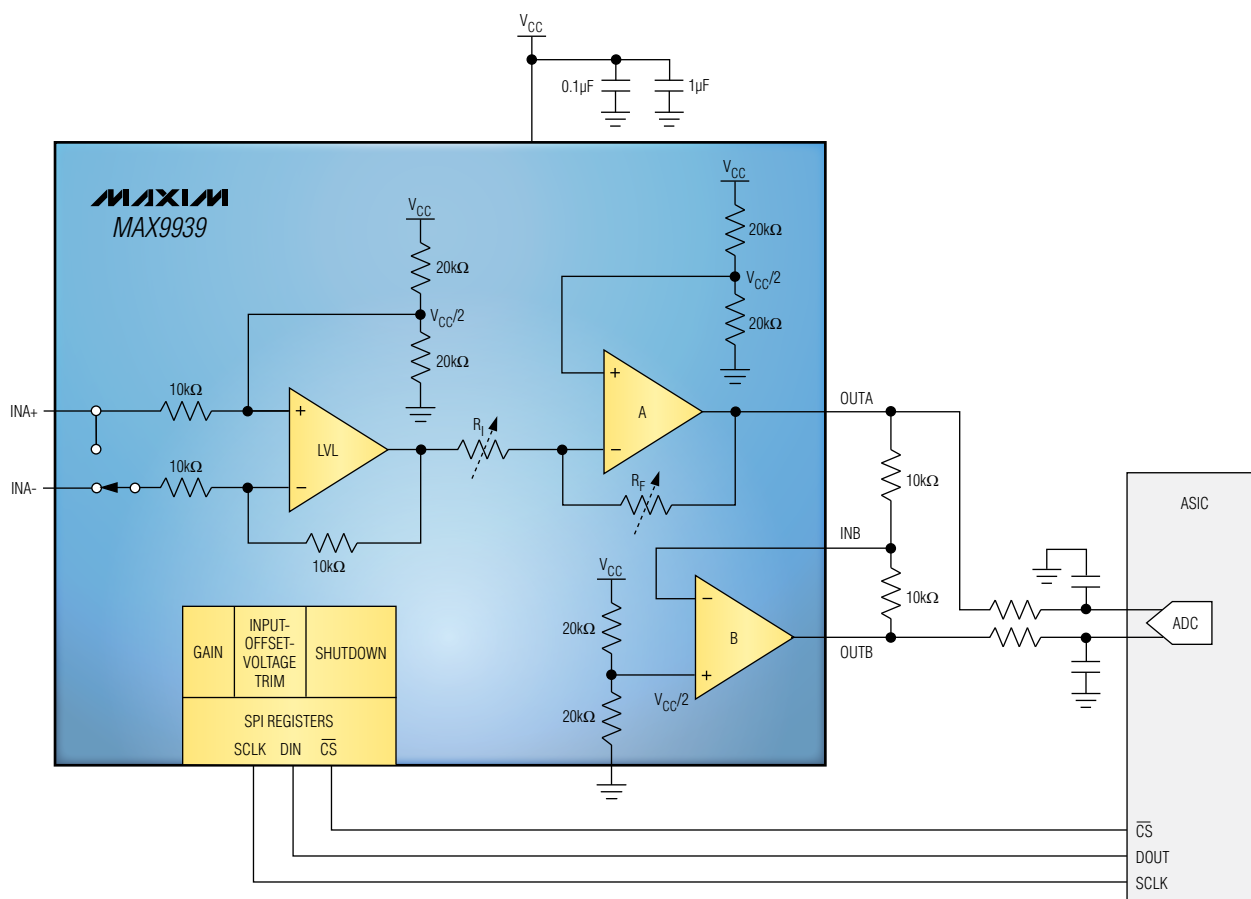 VCC
0.1µF
1µF
MAXIM
MAX9939
VCC
20kΩ
VCC/2
20kΩ
VCC
20kΩ
VCC/2
20kΩ
INA+
10kΩ
+
LVL
−
INA-
10kΩ
10kΩ
RI
+
A
−
RF
OUTA
10kΩ
INB
10kΩ
OUTB
VCC
20kΩ
20kΩ
−
B
+
VCC/2
ASIC
ADC
GAIN
INPUT-
OFFSET-
VOLTAGE
TRIM
SHUTDOWN
SPI REGISTERS
SCLK DIN C̅S̅
C̅S̅
DOUT
SCLK